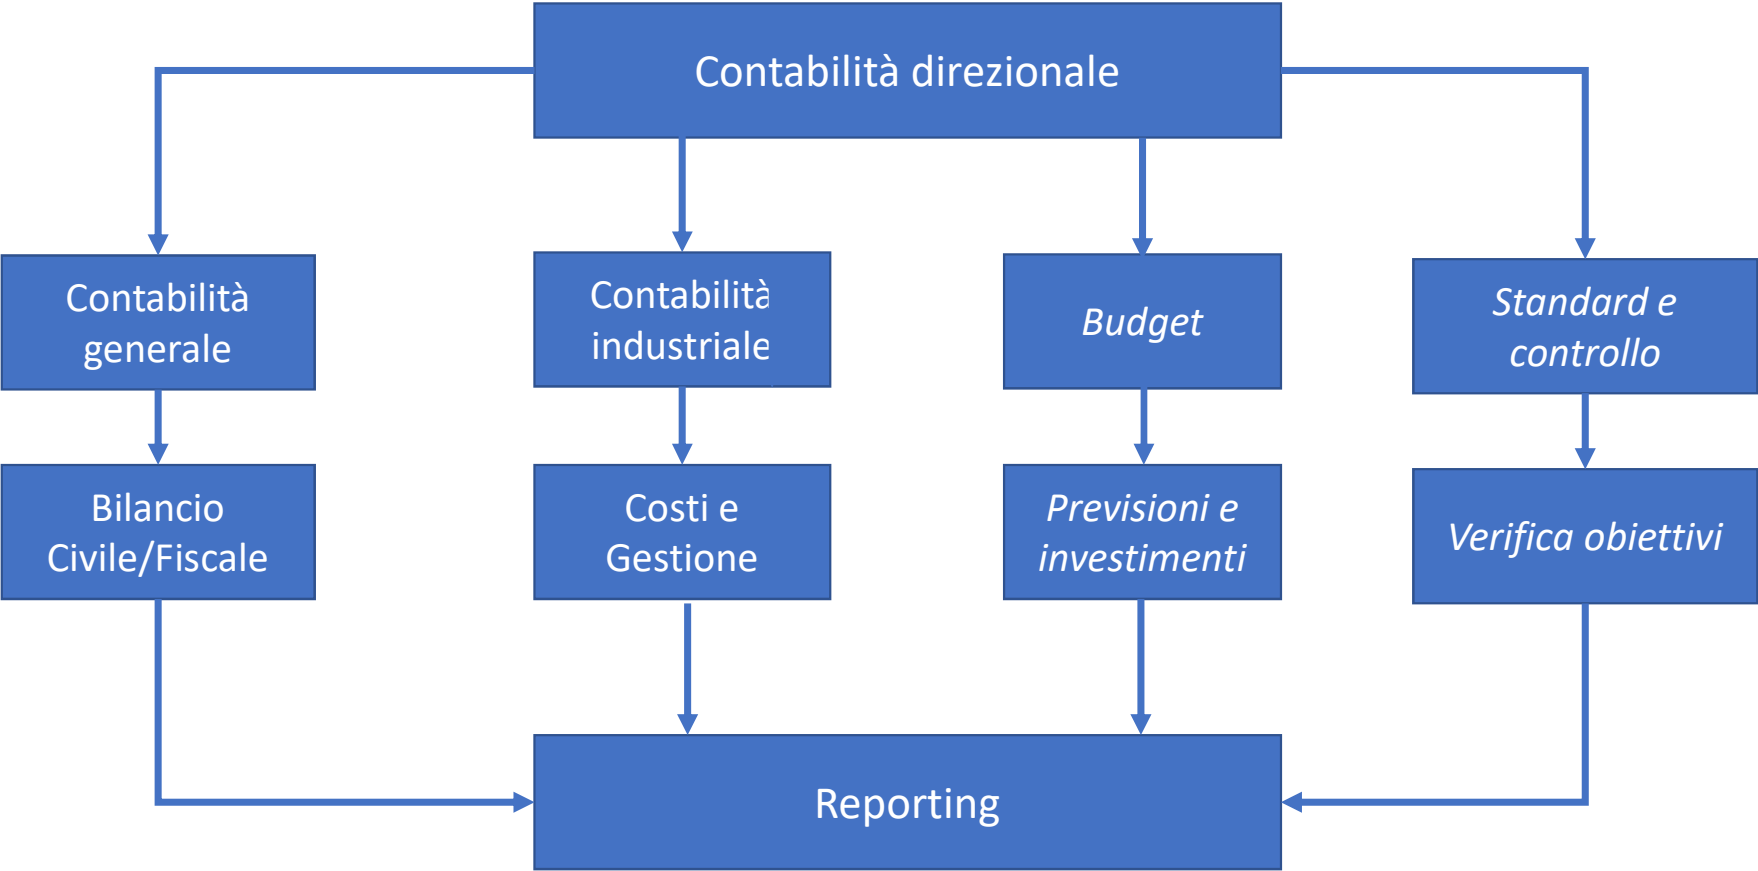 Contabilità direzionale
Contabilità
generale
Contabilità
industriale
Budget
Standard e
controllo
Bilancio
Civile/Fiscale
Costi e
Gestione
Previsioni e
investimenti
Verifica obiettivi
Reporting